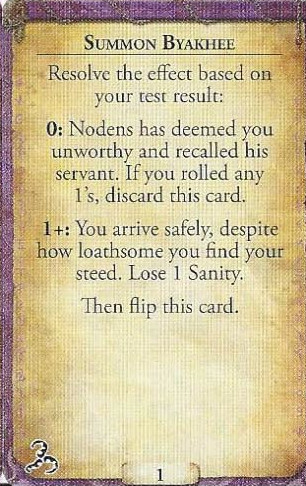 SUMMON BYAKHEE
Resolve the effect based on
your test result:
0: Nodens has deemed you
unworthy and recalled his
servant. If you rolled any
1's, discard this card.
1+: You arrive safely, despite
how loathsome you find your
steed. Lose 1 Sanity.
Then flip this card.
1